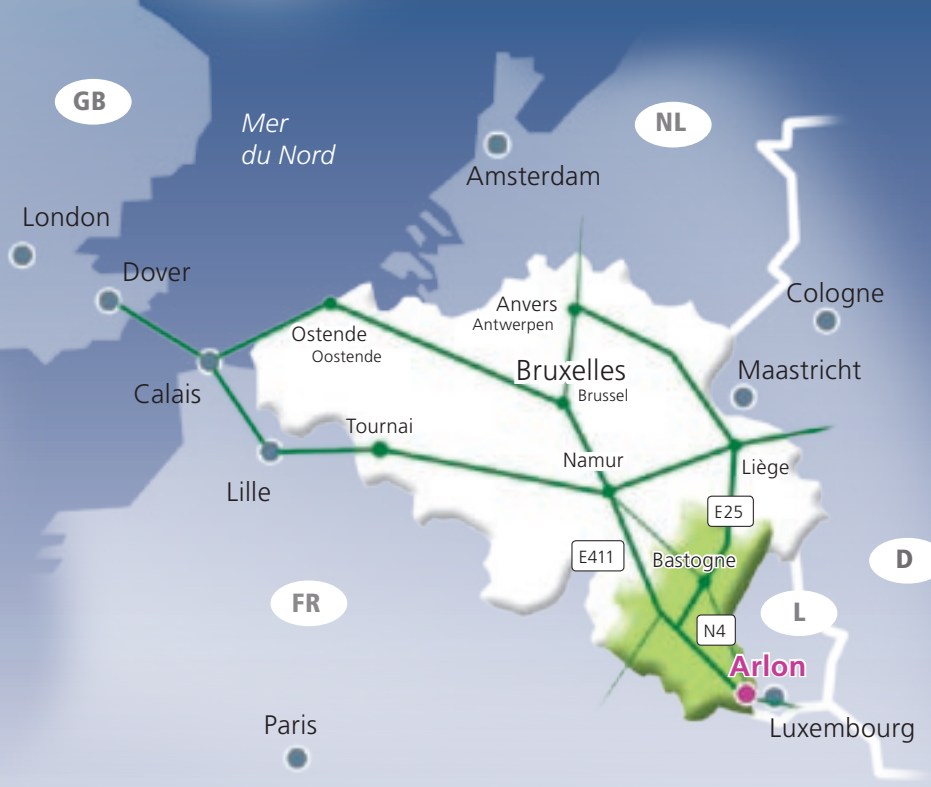 GB
Mer
du Nord
NL
Amsterdam
London
Dover
Cologne
Anvers
Antwerpen
Ostende
Oostende
Bruxelles
Brussel
Maastricht
Calais
Tournai
Namur
Liège
Lille
E25
E411
Bastogne
D
FR
L
N4
Arlon
Paris
Luxembourg